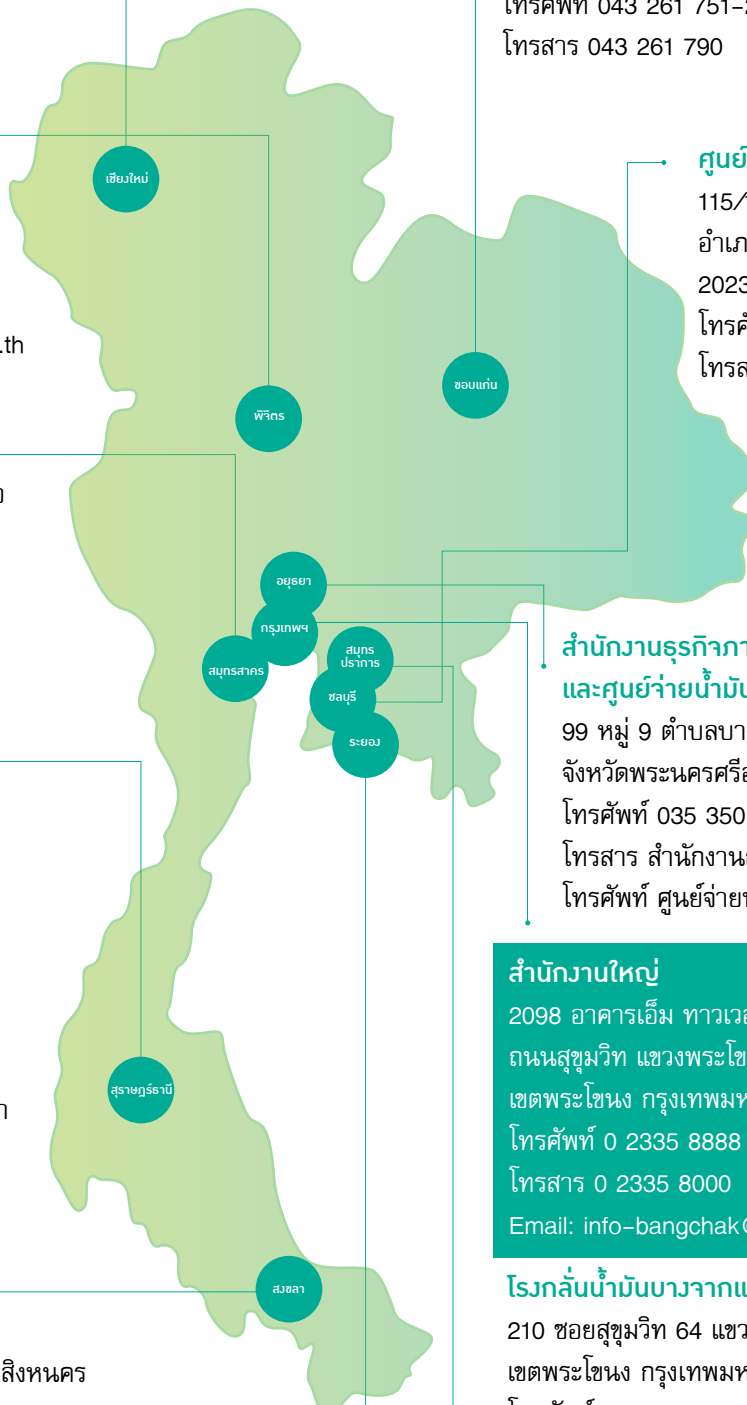 โทรศัพท์ 043 261 751-2
โทรสาร 043 261 790
ศูนย์
115/
อำเภ
2023
โทรศั
โทรส
เชียงใหม่
.th
พิจิตร
ขอบแก่น
อ
อยุธยา
กรุงเทพฯ
สมุทร
ปราการ
สมุทรสาคร
ชลบุรี
ระยอง
สำนักงานธุรกิจภา
และศูนย์จ่ายน้ำมัน
99 หมู่ 9 ตำบลบา
จังหวัดพระนครศรีอ
โทรศัพท์ 035 350
โทรสาร สำนักงาน
โทรศัพท์ ศูนย์จ่าย
สำนักงานใหญ่
2098 อาคารเอ็ม ทาวเวอ
ถนนสุขุมวิท แขวงพระโข
เขตพระโขนง กรุงเทพมห
โทรศัพท์ 0 2335 8888
โทรสาร 0 2335 8000
Email: info-bangchak@
สุราษฎร์ธานี
า
สงขลา
สิงหนคร
โรงกลั่นน้ำมันบางจากแ
210 ซอยสุขุมวิท 64 แขว
เขตพระโขนง กรุงเทพมห